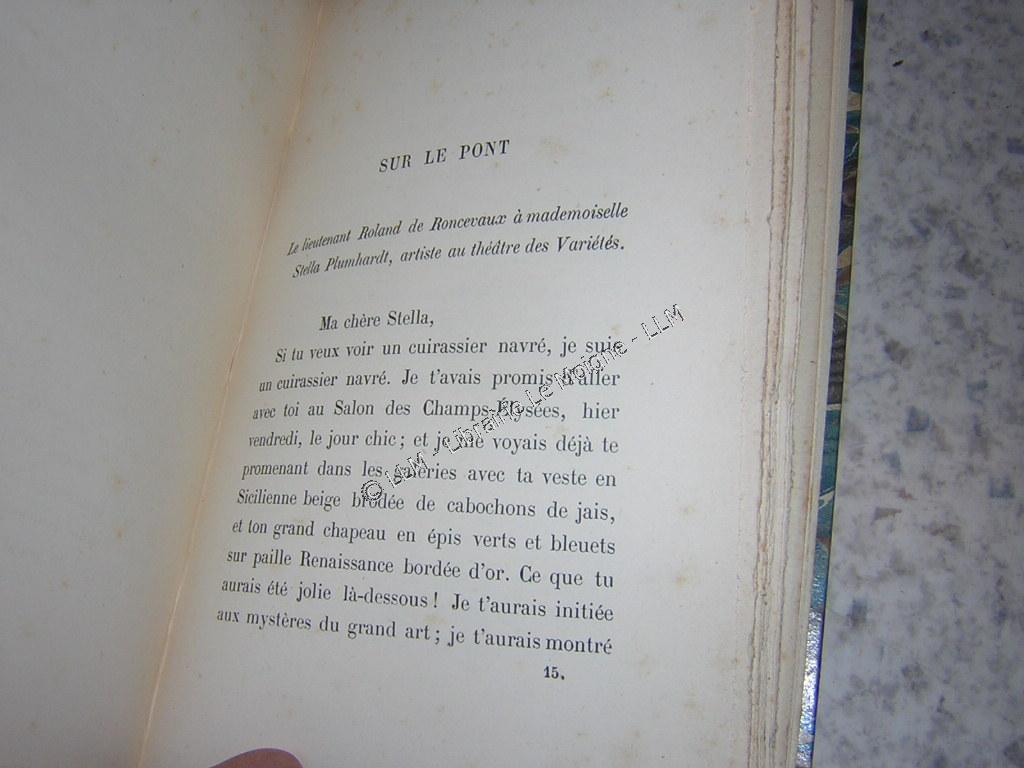 SUR LE PONT
Le lieutenant Roland de Roncevaux à mademoiselle
Stella Plumhardt, artiste au théâtre des Variétés.
Ma chère Stella,
Si tu veux voir un cuirassier navré, je suis
un cuirassier navré. Je t'avais promis d'aller
avec toi au Salon des Champs-Élysées, hier
vendredi, le jour chic ; et je me voyais déjà te
promenant dans les galeries avec ta veste en
Sicilienne beige brodée de cabochons de jais,
et ton grand chapeau en épis verts et bleuets
sur paille Renaissance bordée d'or. Ce que tu
aurais été jolie là-dessous ! Je t'aurais initiée
aux mystères du grand art ; je t'aurais montré
15.
© LLM - Librairie Le Moigne - LLM